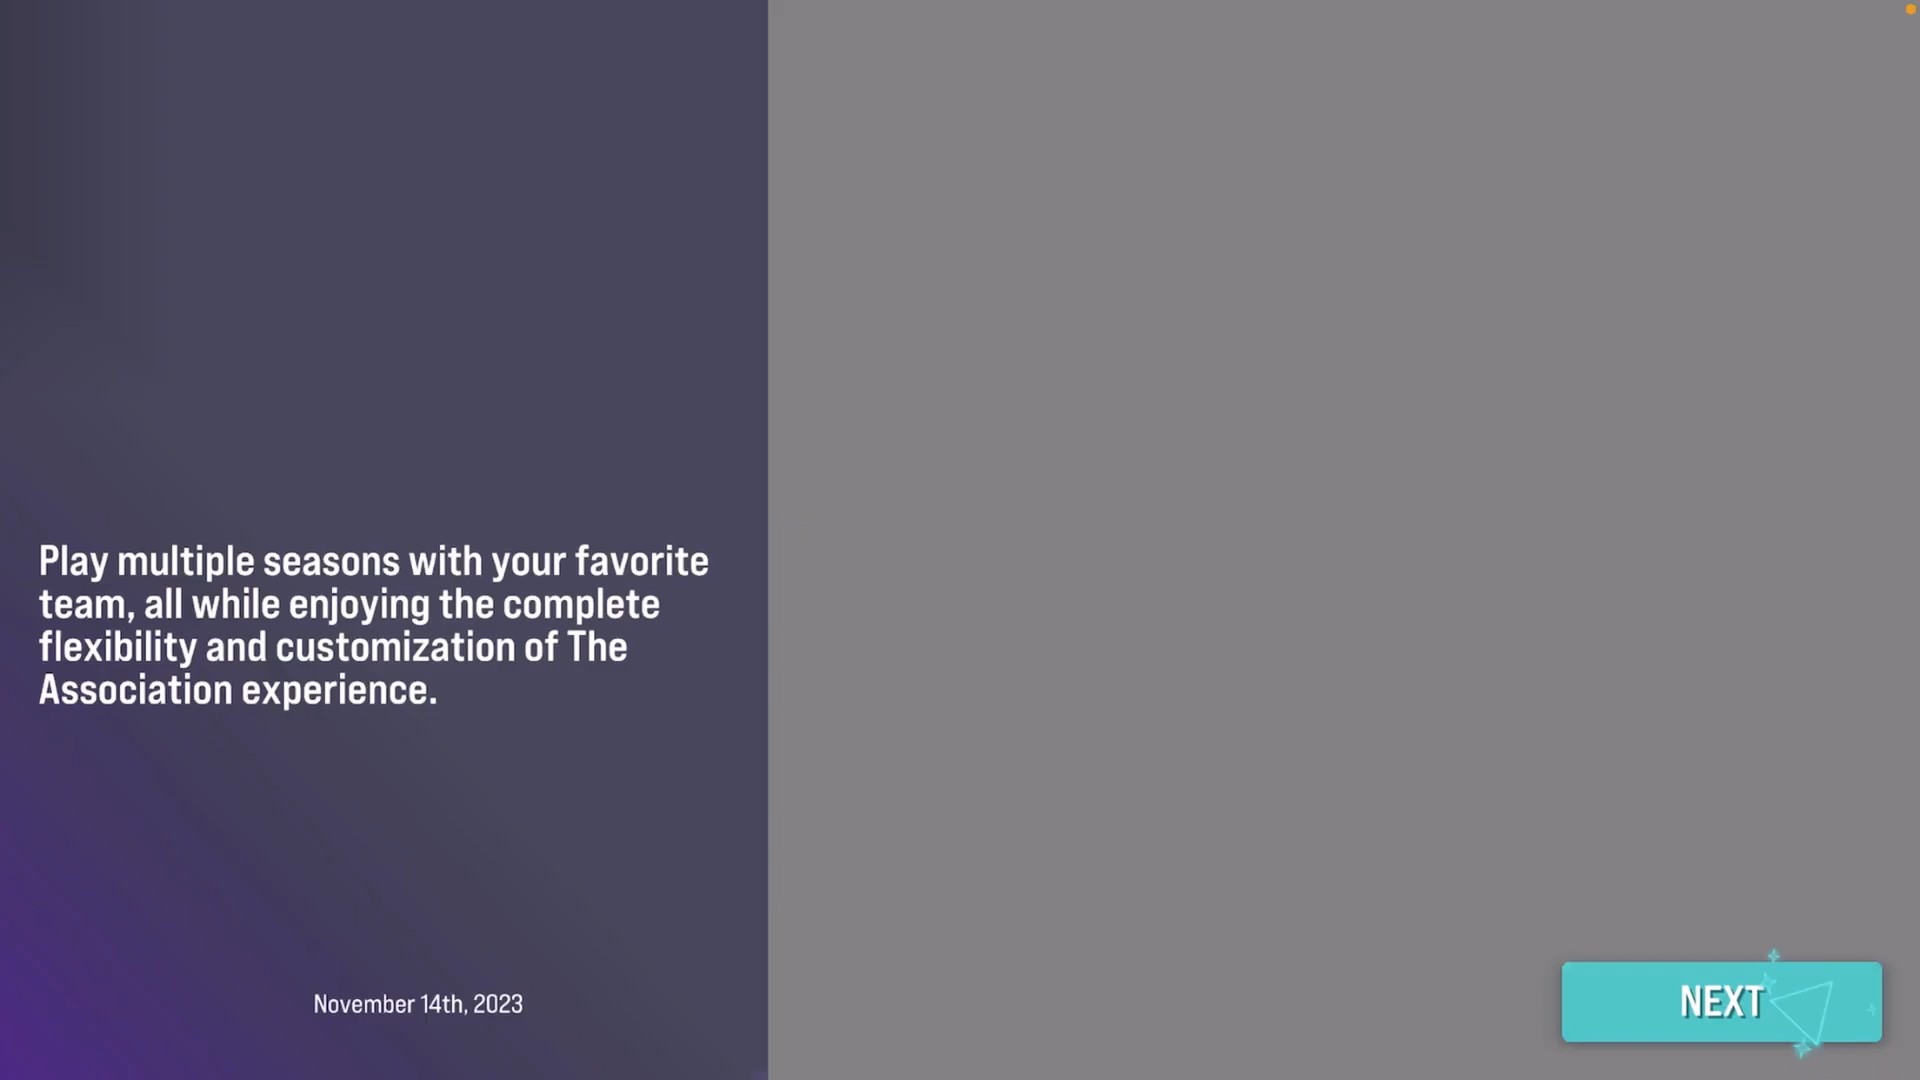 Play multiple seasons with your favorite
team, all while enjoying the complete
flexibility and customization of The
Association experience.
November 14th, 2023
NEXT